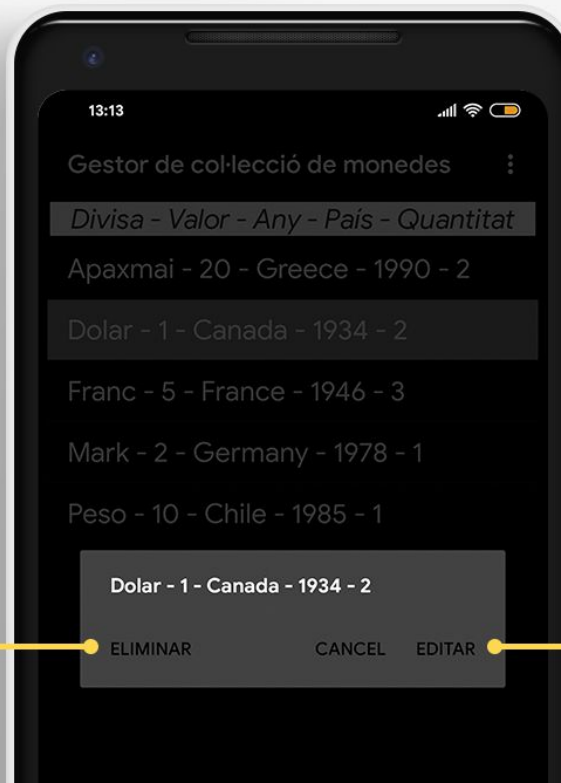 13:13
Gestor de col·lecció de monedes
Divisa - Valor - Any - País - Quantitat
Apaxmai - 20 - Greece - 1990 - 2
Dolar - 1 - Canada - 1934 - 2
Franc - 5 - France - 1946 - 3
Mark - 2 - Germany - 1978 - 1
Peso - 10 - Chile - 1985 - 1
Dolar - 1 - Canada - 1934 - 2
ELIMINAR CANCEL EDITAR